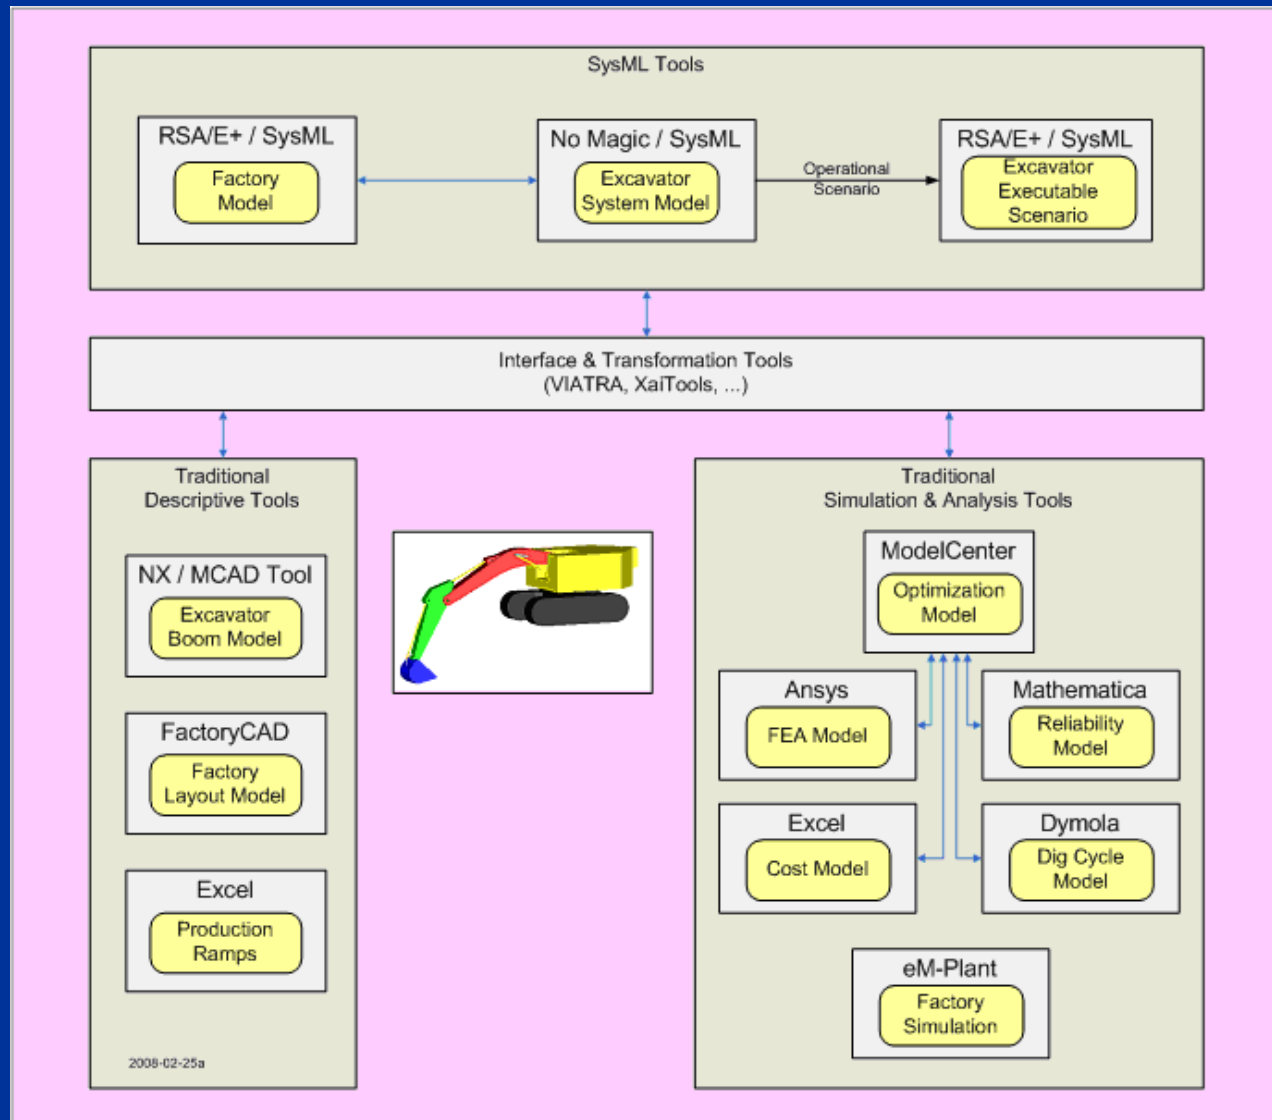 SysML Tools
RSA/E+ / SysML
Factory
Model
No Magic / SysML
Excavator
System Model
Operational
Scenario
RSA/E+ / SysML
Excavator
Executable
Scenario
Interface & Transformation Tools
(VIATRA, XaiTools, ...)
Traditional
Descriptive Tools
NX / MCAD Tool
Excavator
Boom Model
FactoryCAD
Factory
Layout Model
Excel
Production
Ramps
2008-02-25a
Traditional
Simulation & Analysis Tools
ModelCenter
Optimization
Model
Ansys
FEA Model
Mathematica
Reliability
Model
Excel
Cost Model
Dymola
Dig Cycle
Model
eM-Plant
Factory
Simulation